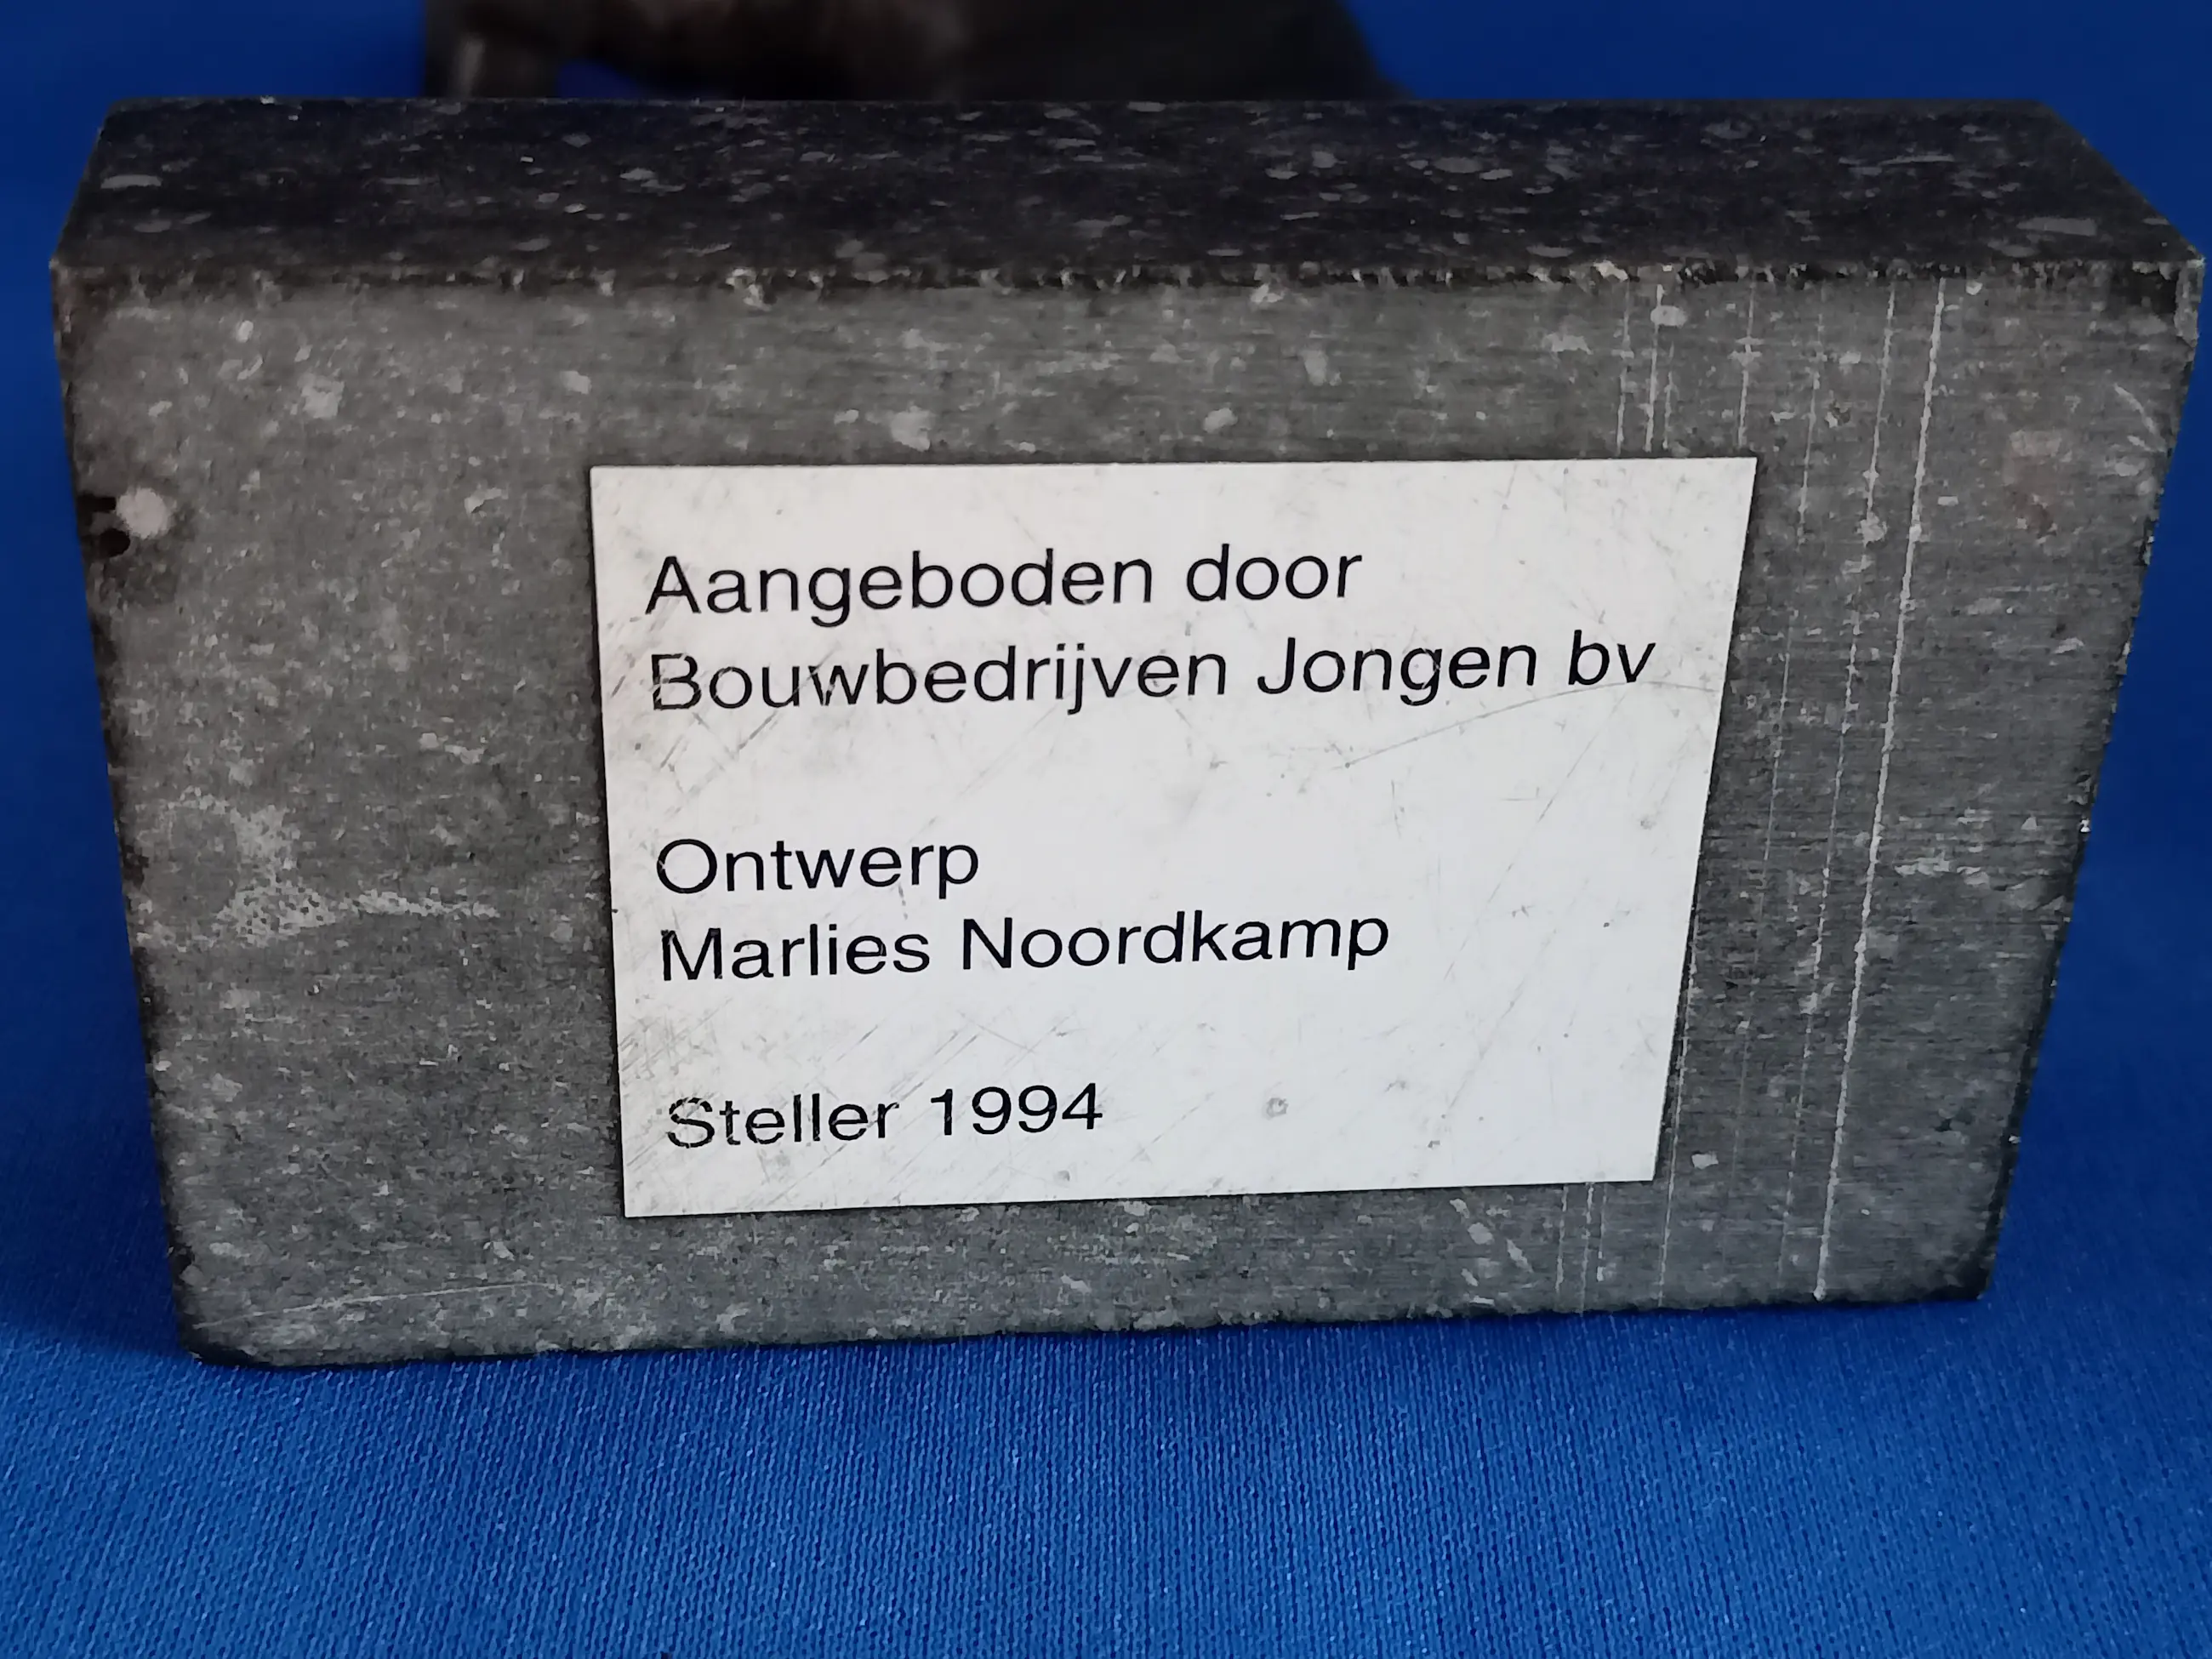 Aangeboden door
Bouwbedrijven Jongen bv
Ontwerp
Marlies Noordkamp
Steller 1994